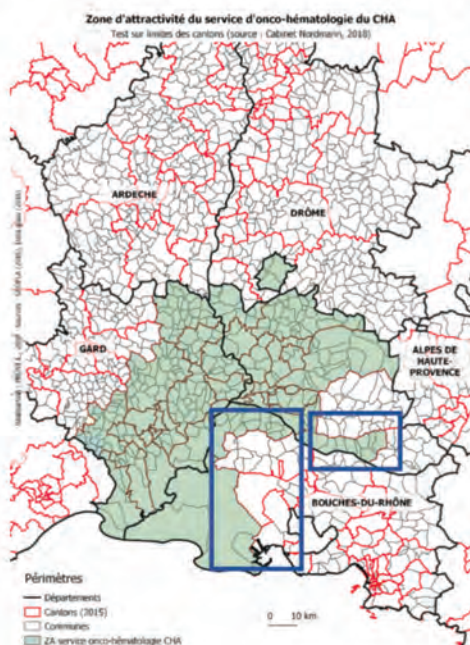 Zone d'attractivité du service d'onco-hématologie du CHA
Test sur limites des cantons (source : Cabinet Nordmann, 2018)
ARDECHE
DRÔME
GARD
ALPES DE
HAUTE-
PROVENCE
BOUCHES-DU-RHÔNE
Périmètres
Départements
Cantons (2015)
Communes
ZA service onco-hématologie CHA
0 10 km